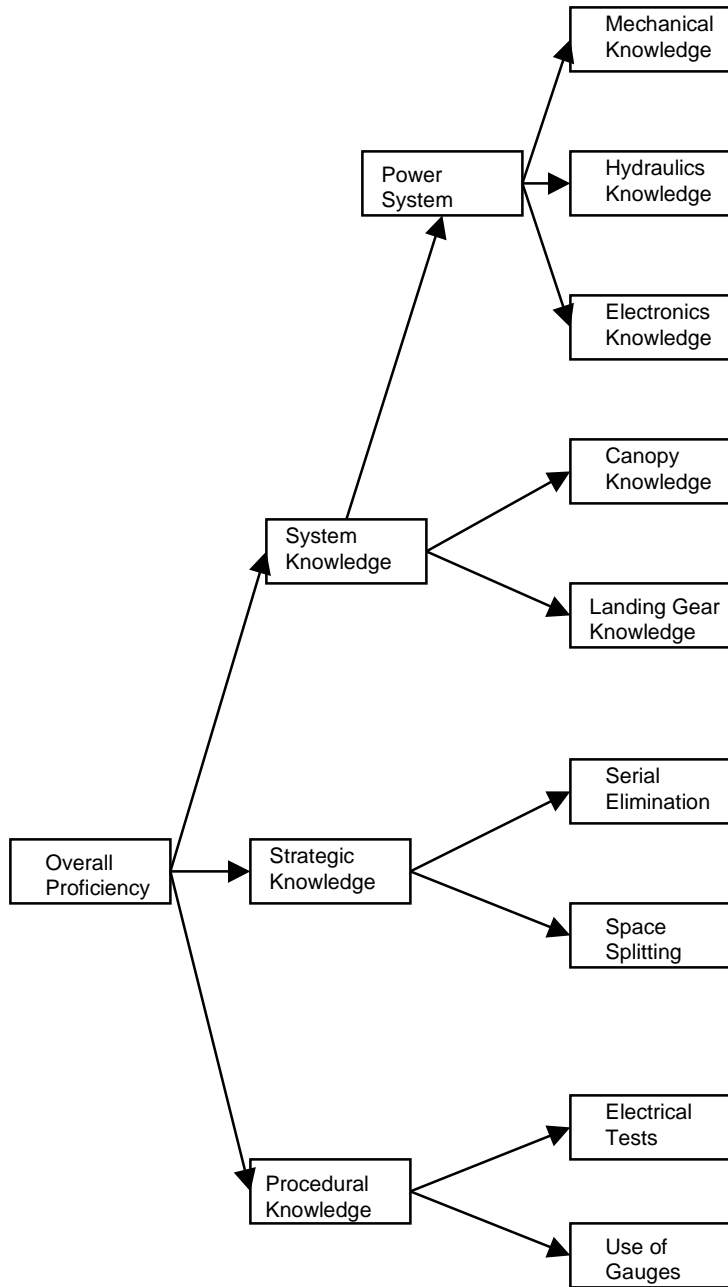 Mechanical
Knowledge
Power
System
Hydraulics
Knowledge
Electronics
Knowledge
Canopy
Knowledge
System
Knowledge
Landing Gear
Knowledge
Serial
Elimination
Overall
Proficiency
Strategic
Knowledge
Space
Splitting
Electrical
Tests
Procedural
Knowledge
Use of
Gauges